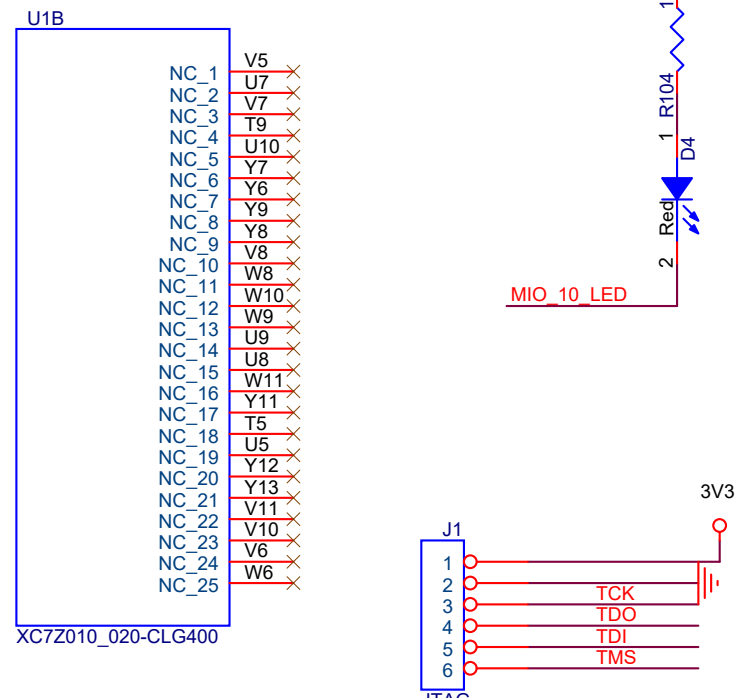 U1B
NC_1 V5
NC_2 U7
NC_3 V7
NC_4 T9
NC_5 U10
NC_6 Y7
NC_7 Y6
NC_8 Y9
NC_9 Y8
NC_10 V8
NC_11 W8
NC_12 W10
NC_13 W9
NC_14 U9
NC_15 U8
NC_16 W11
NC_17 Y11
NC_18 T5
NC_19 U5
NC_20 Y12
NC_21 Y13
NC_22 V11
NC_23 V10
NC_24 V6
NC_25 W6
XC7Z010_020-CLG400
1
R104
1
D4
Red
2
MIO_10_LED
3V3
J1
1
2
3 TCK
4 TDO
5 TDI
6 TMS
JTAG